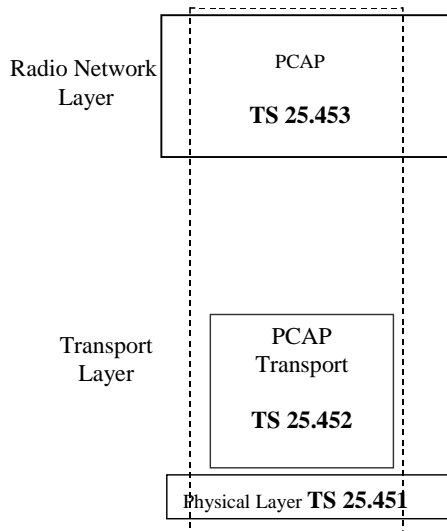 Radio Network
Layer
PCAP
TS 25.453
Transport
Layer
PCAP
Transport
TS 25.452
Physical Layer TS 25.451